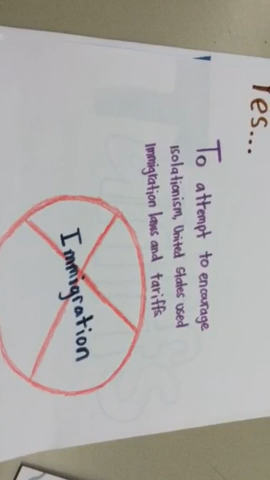 Yes...
To attempt to encourage
isolationism, United States used
Immigration laws and tariffs
Immigration